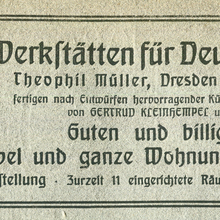 Werkstätten für Deu
Theophil Müller, Dresden
fertigen nach Entwürfen hervorragender Kü
von GERTRUD KLEINHEMPEL u
Guten und billig
bel und ganze Wohnun
stellung · Zurzeit 11 eingerichtete Räu